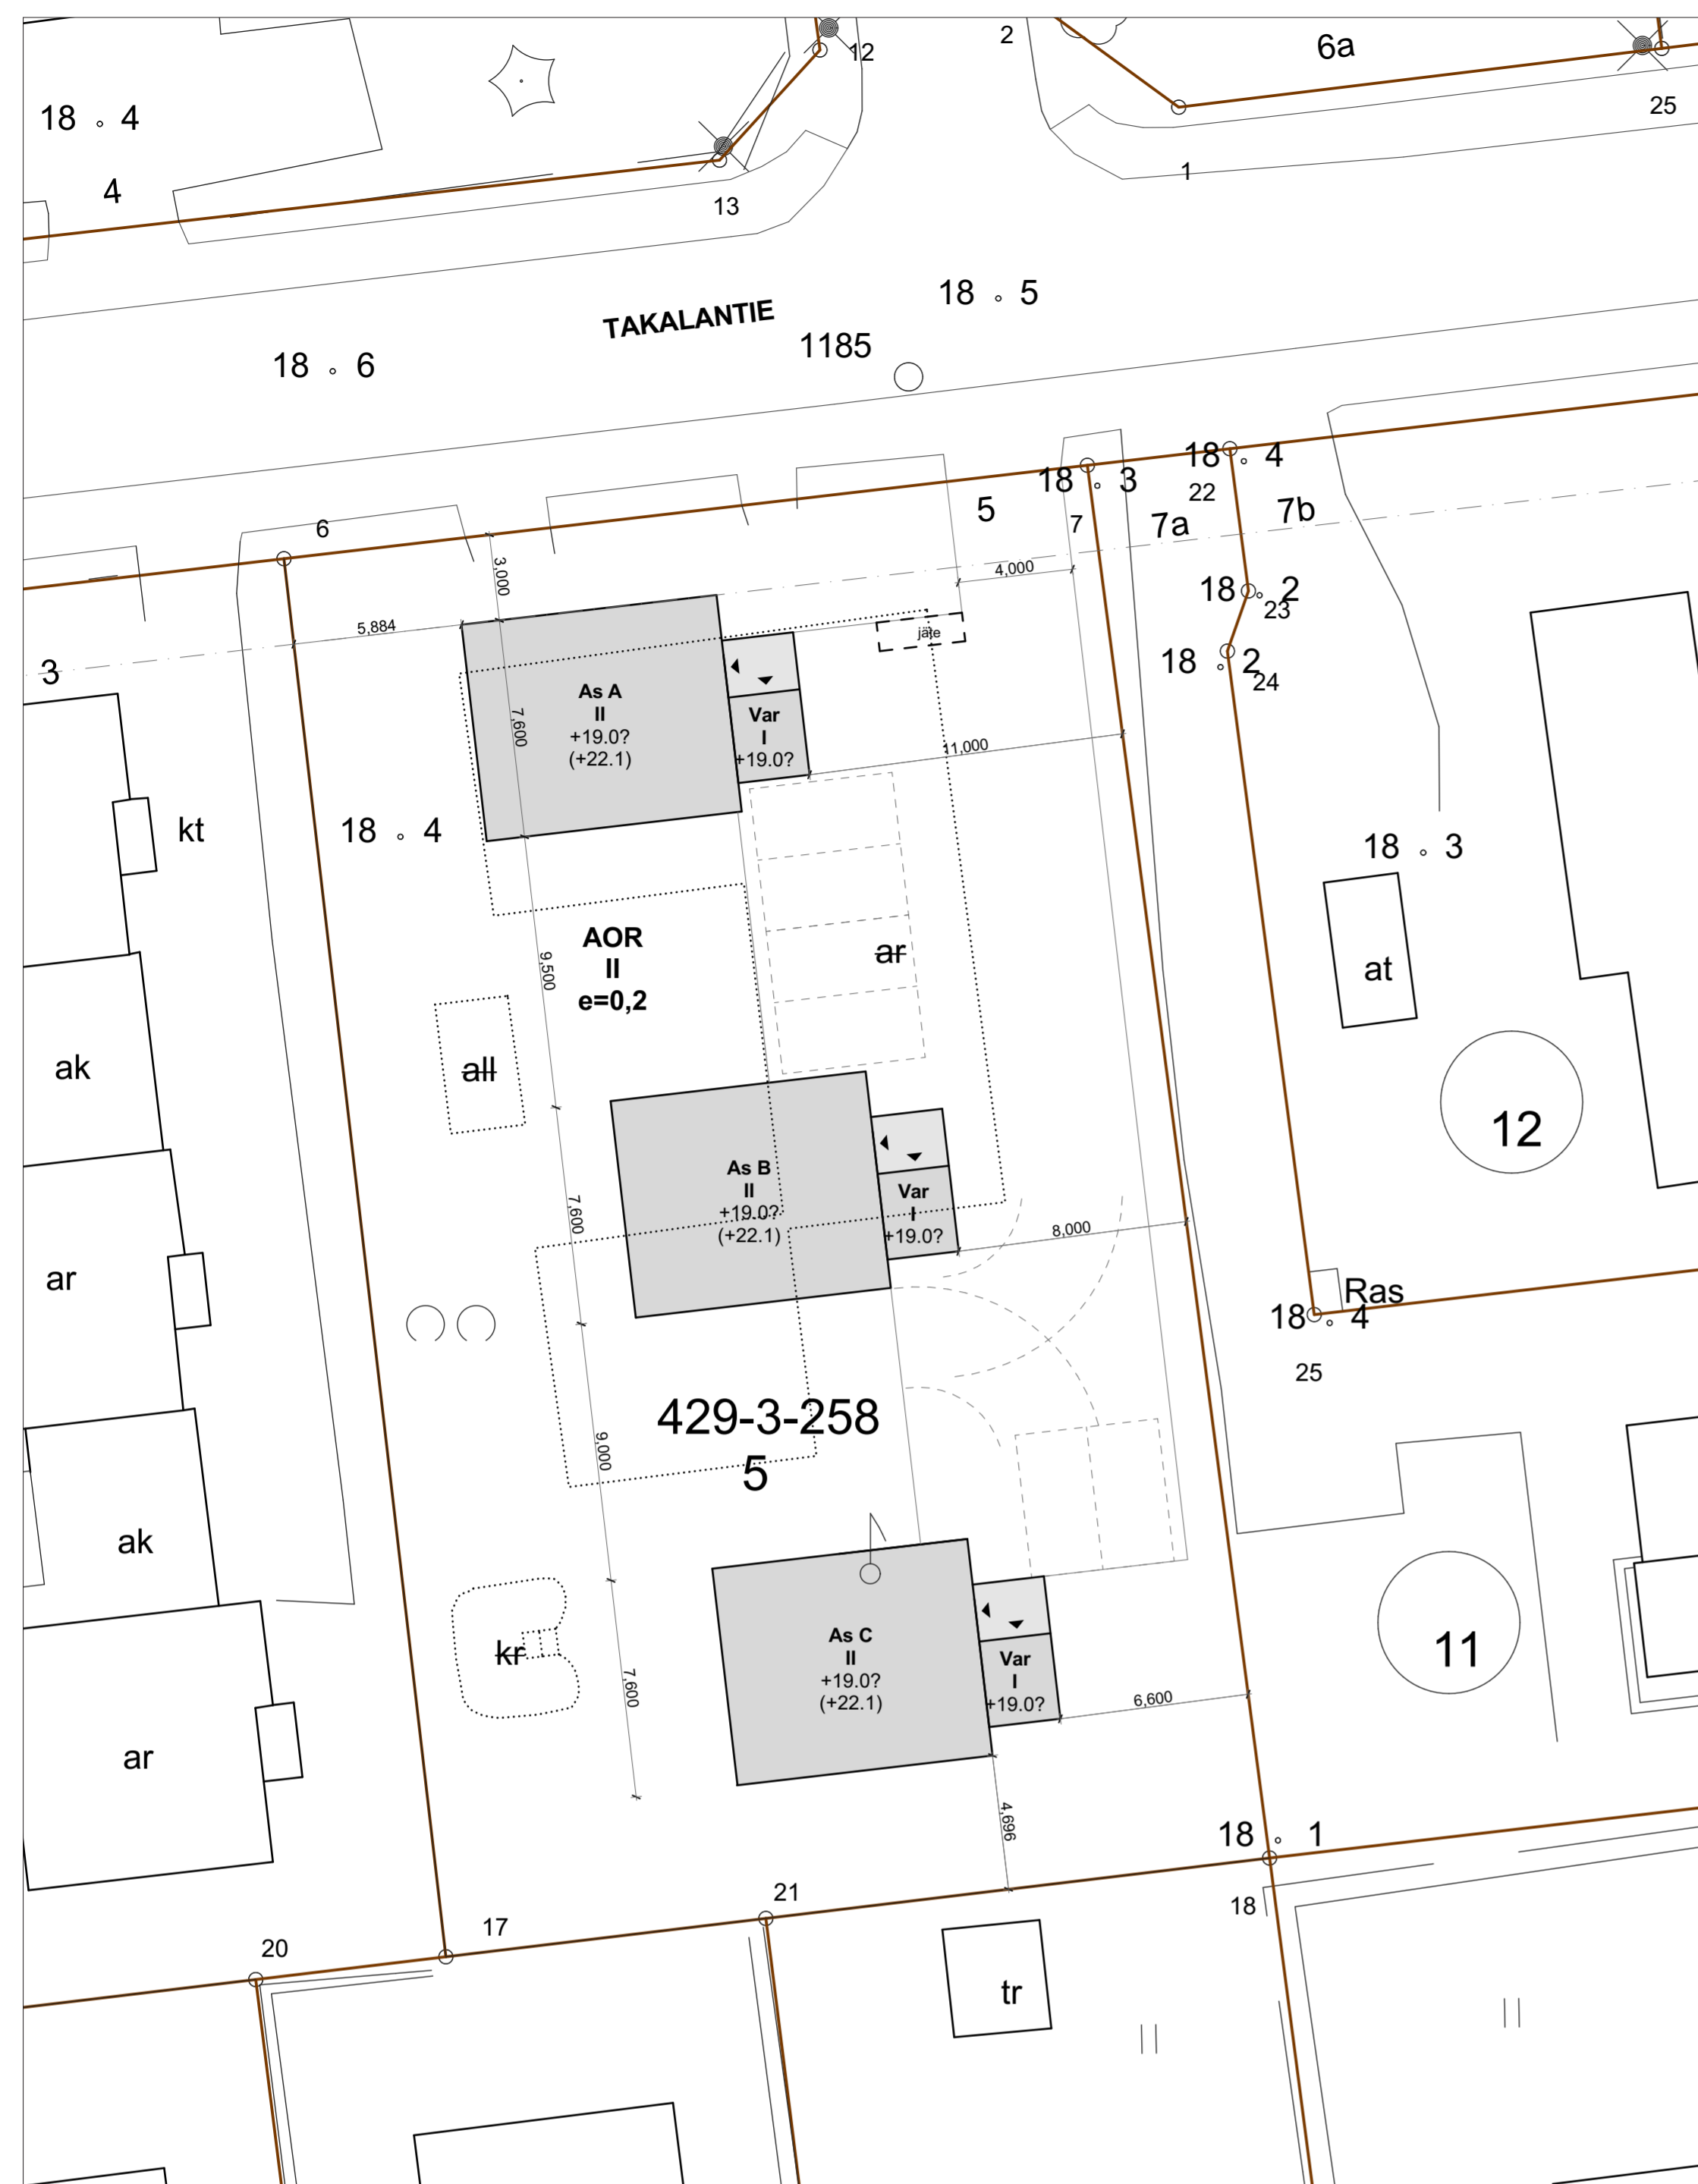 12
2
6a
25
18 . 4
4
13
1
18 . 5
TAKALANTIE
1185
18 . 6
18 . 4
18 . 3
22
5
7
7a
7b
6
3,000
4,000
18 . 2
23
5,884
jäte
18 . 2
24
3
As A
II
+19.0?
(+22.1)
7,600
Var
I
+19.0?
11,000
kt
18 . 4
18 . 3
AOR
II
e=0,2
9,500
ar
at
ak
all
12
As B
II
+19.0?
(+22.1)
7,600
Var
I
+19.0?
8,000
ar
Ras
18 . 4
25
429-3-258
5
9,000
ak
kr
As C
II
+19.0?
(+22.1)
7,600
Var
I
+19.0?
6,600
11
ar
4,696
18 . 1
21
18
17
20
tr